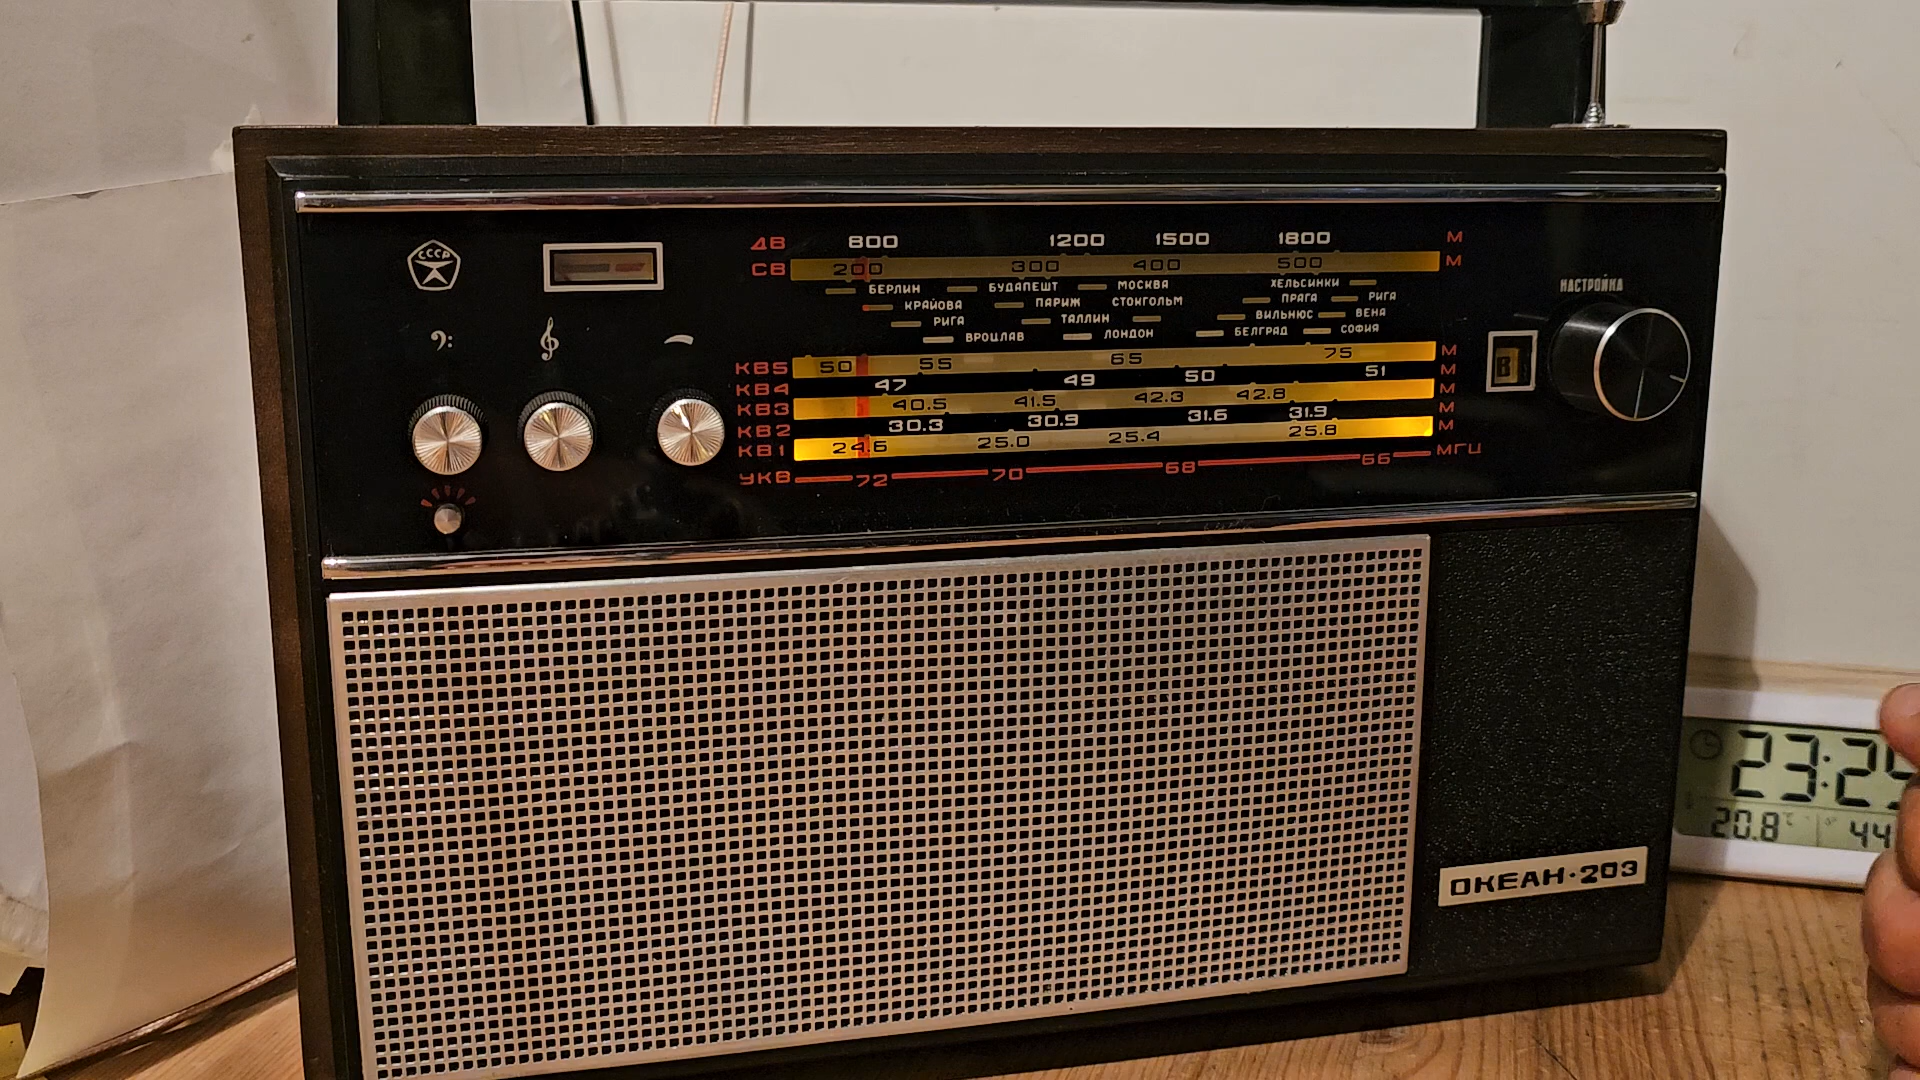 СССР
ДВ 800 1200 1500 1800 М
СВ 200 300 400 500 М
БЕРЛИН БУДАПЕШТ МОСКВА ХЕЛЬСИНКИ
КРАЙОВА ПАРИЖ СТОКГОЛЬМ ПРАГА РИГА
РИГА ТАЛЛИН ВИЛЬНЮС ВЕНА
ВРОЦЛАВ ЛОНДОН БЕЛГРАД СОФИЯ
КВ5 50 55 65 75 М
КВ4 47 49 50 51 М
КВ3 40.5 41.5 42.3 42.8 М
КВ2 30.3 30.9 31.6 31.9 М
КВ1 24.6 25.0 25.4 25.8 М
УКВ 72 70 68 66 МГЦ
НАСТРОЙКА
В
ОКЕАН·203
20.8°C 44